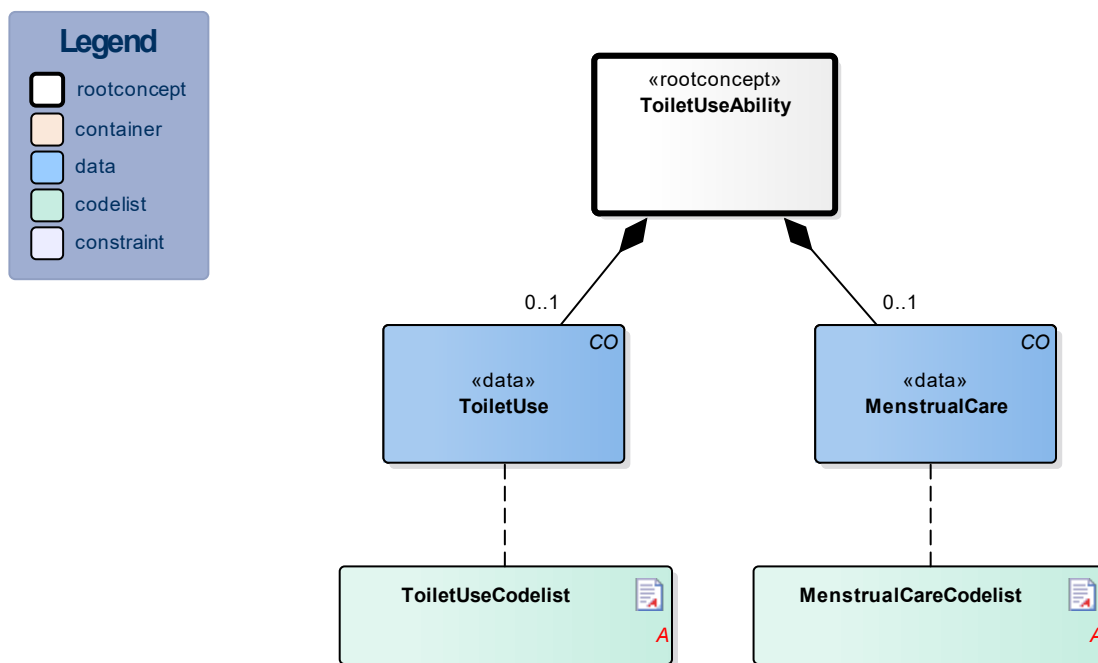 Legend
rootconcept
container
data
codelist
constraint
«rootconcept»
ToiletUseAbility
0..1
0..1
CO
«data»
ToiletUse
CO
«data»
MenstrualCare
ToiletUseCodelist
A
MenstrualCareCodelist
A